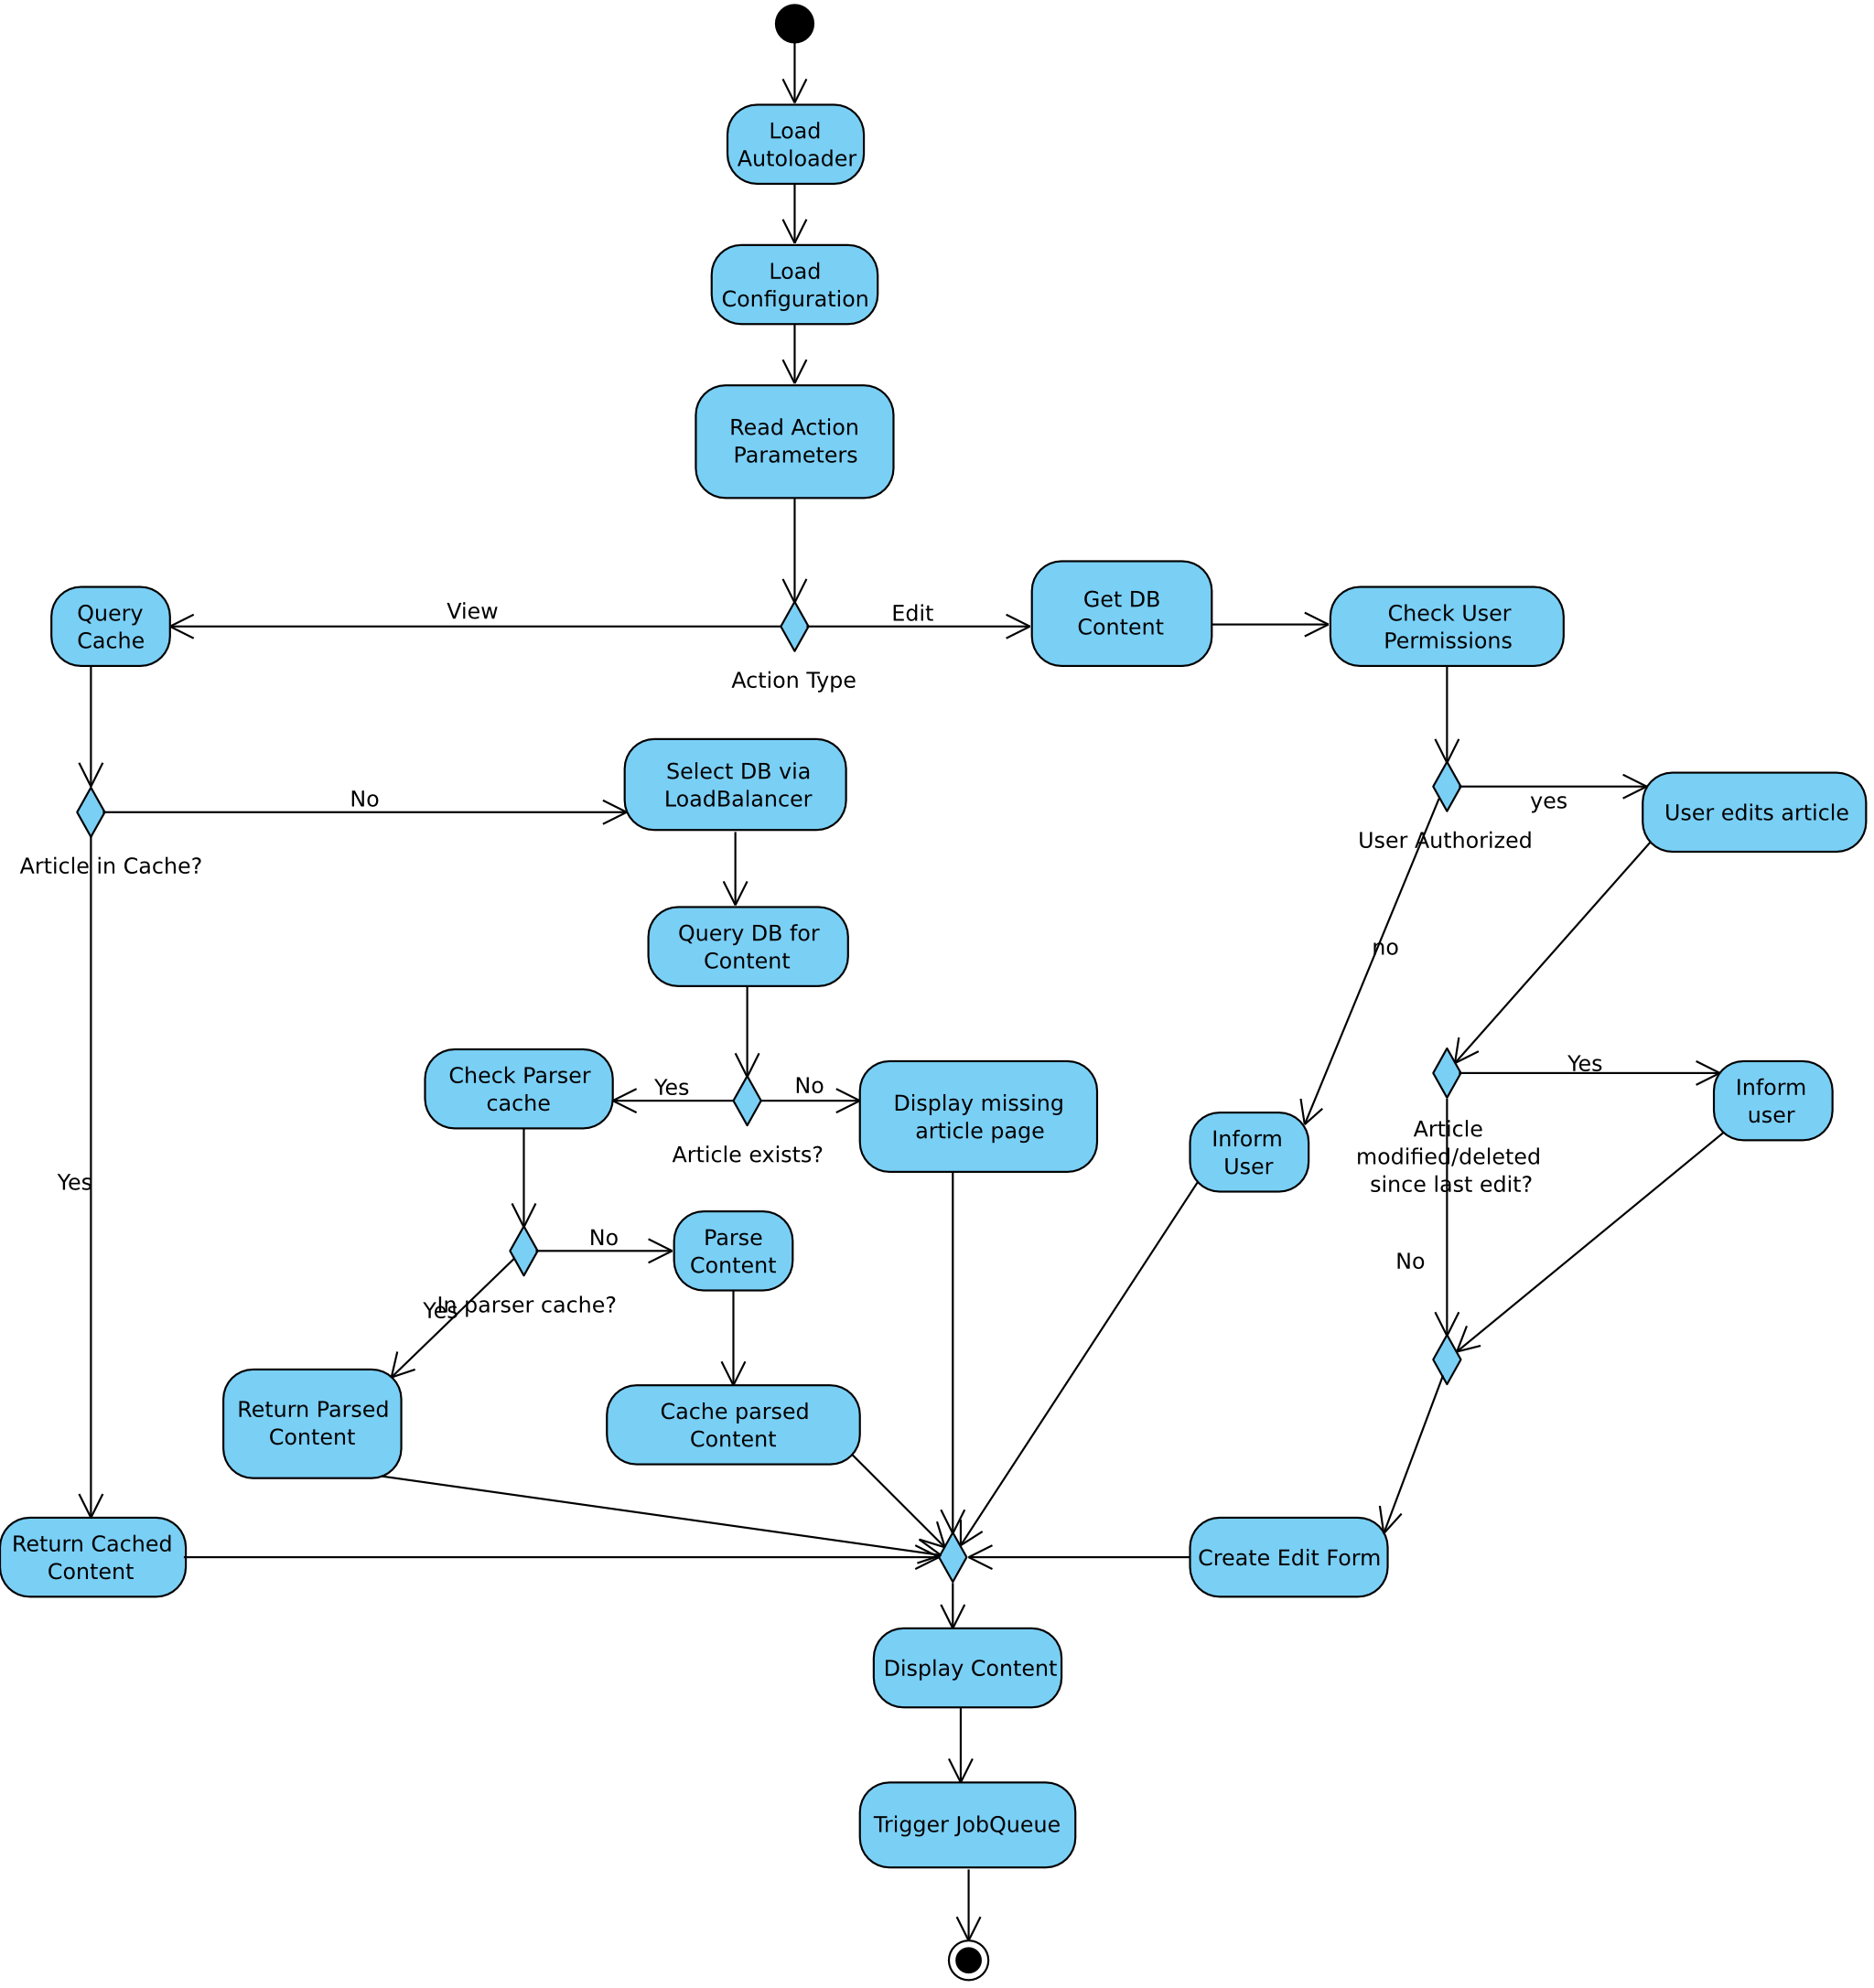 Load
Autoloader
Load
Configuration
Read Action
Parameters
Query
Cache
View
Edit
Get DB
Content
Check User
Permissions
Action Type
Select DB via
LoadBalancer
No
yes
User edits article
User Authorized
Article in Cache?
Query DB for
Content
no
Check Parser
cache
Yes
No
Display missing
article page
Yes
Inform
user
Article exists?
Inform
User
Article
modified/deleted
since last edit?
Yes
No
Parse
Content
No
In parser cache?
Yes
Return Parsed
Content
Cache parsed
Content
Return Cached
Content
Create Edit Form
Display Content
Trigger JobQueue